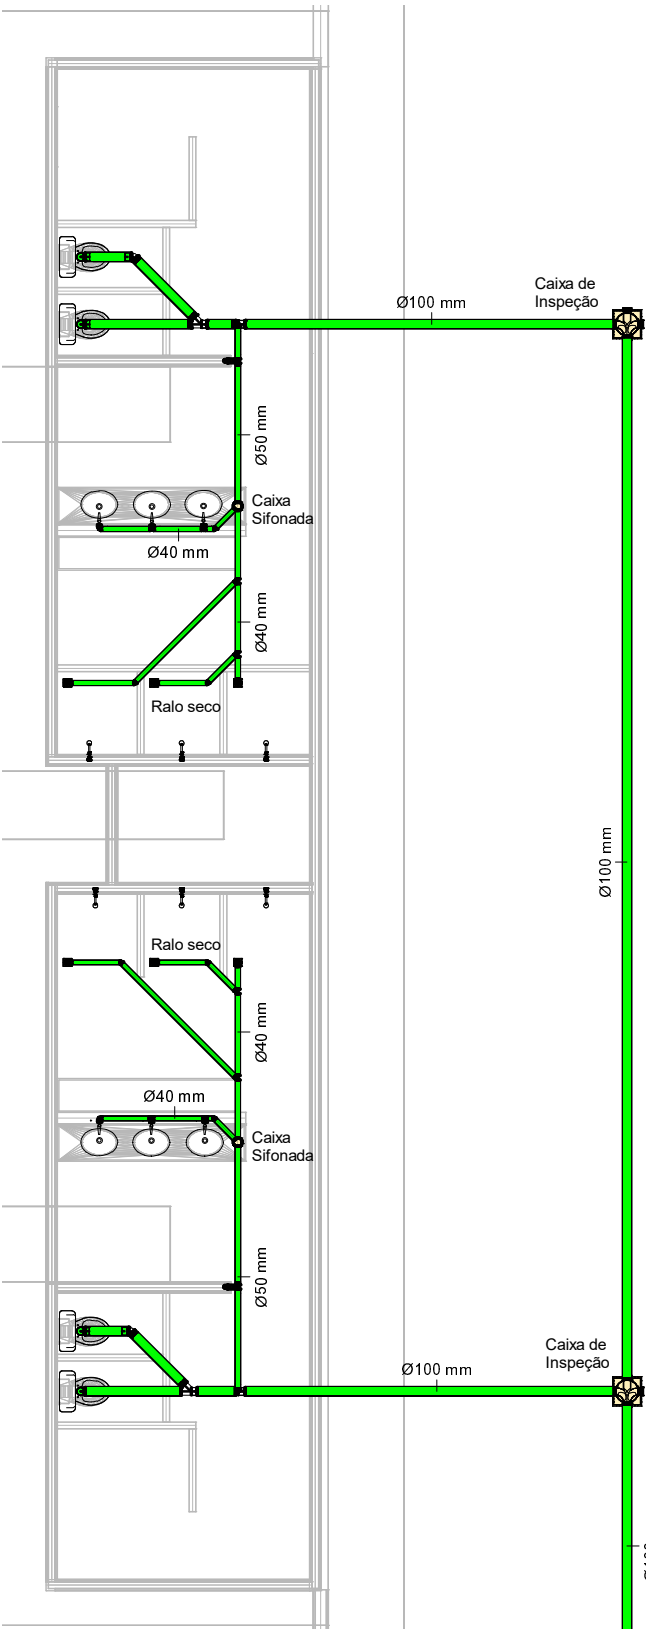 Caixa de
Inspeção
Ø100 mm
Ø50 mm
Caixa
Sifonada
Ø40 mm
Ø40 mm
Ralo seco
Ø100 mm
Ralo seco
Ø40 mm
Ø40 mm
Caixa
Sifonada
Ø50 mm
Caixa de
Inspeção
Ø100 mm